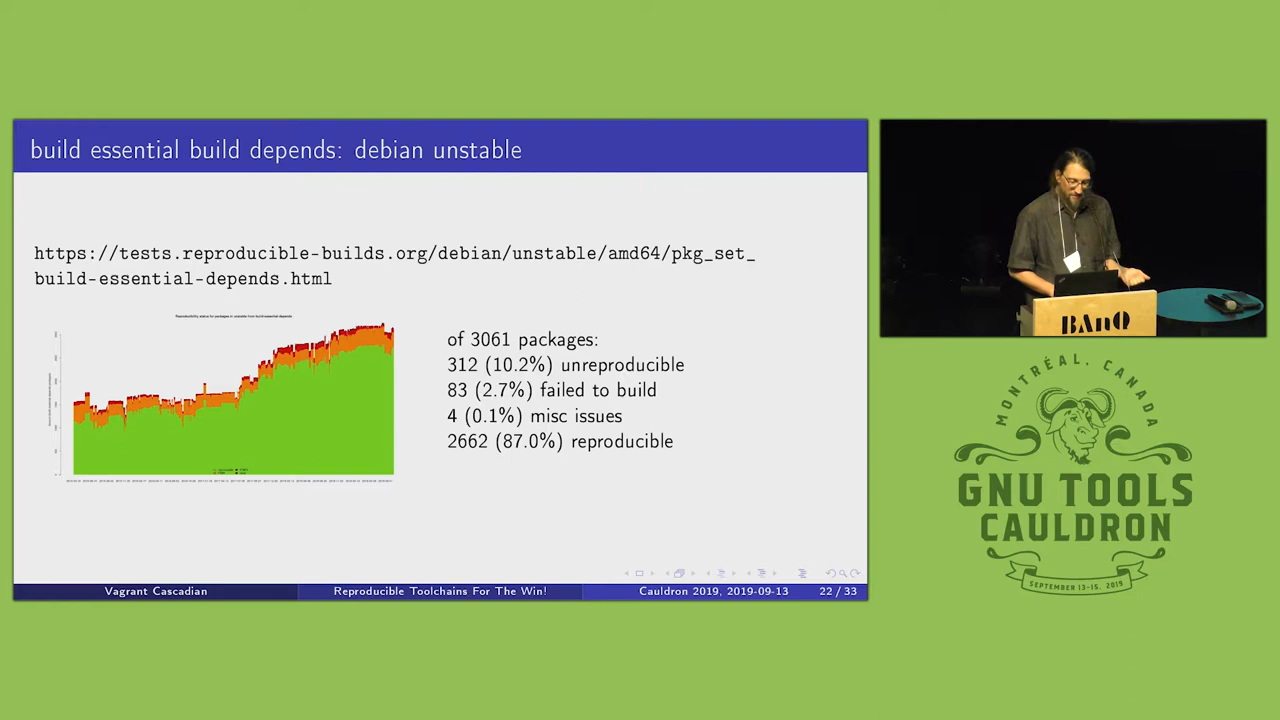 build essential build depends: debian unstable
https://tests.reproducible-builds.org/debian/unstable/amd64/pkg_set_
build-essential-depends.html
of 3061 packages:
312 (10.2%) unreproducible
83 (2.7%) failed to build
4 (0.1%) misc issues
2662 (87.0%) reproducible
Vagrant Cascadian
Reproducible Toolchains For The Win!
Cauldron 2019, 2019-09-13
22 / 33
BAnQ
MONTRÉAL, CANADA
GNU TOOLS
CAULDRON
SEPTEMBER 13-15, 2019